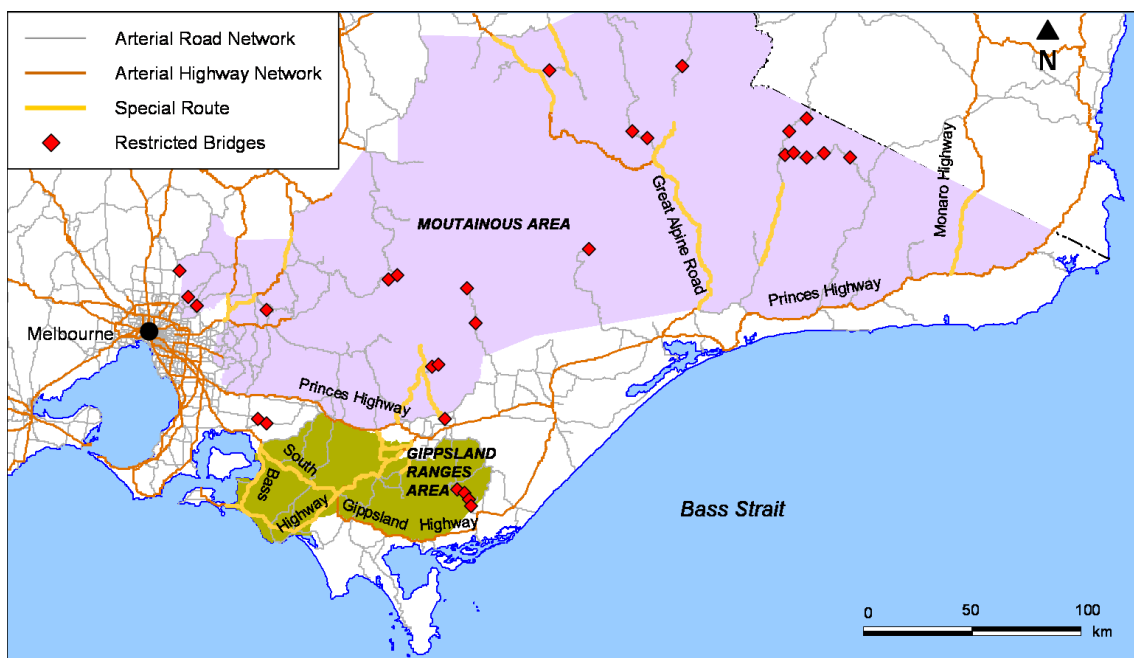 Arterial Road Network
Arterial Highway Network
Special Route
Restricted Bridges
N
MOUTAINOUS AREA
Great Alpine Road
Monaro Highway
Princes Highway
Melbourne
Princes Highway
GIPPSLAND
RANGES
AREA
South
Bass
Highway
Gippsland
Highway
Bass Strait
0
50
100
km